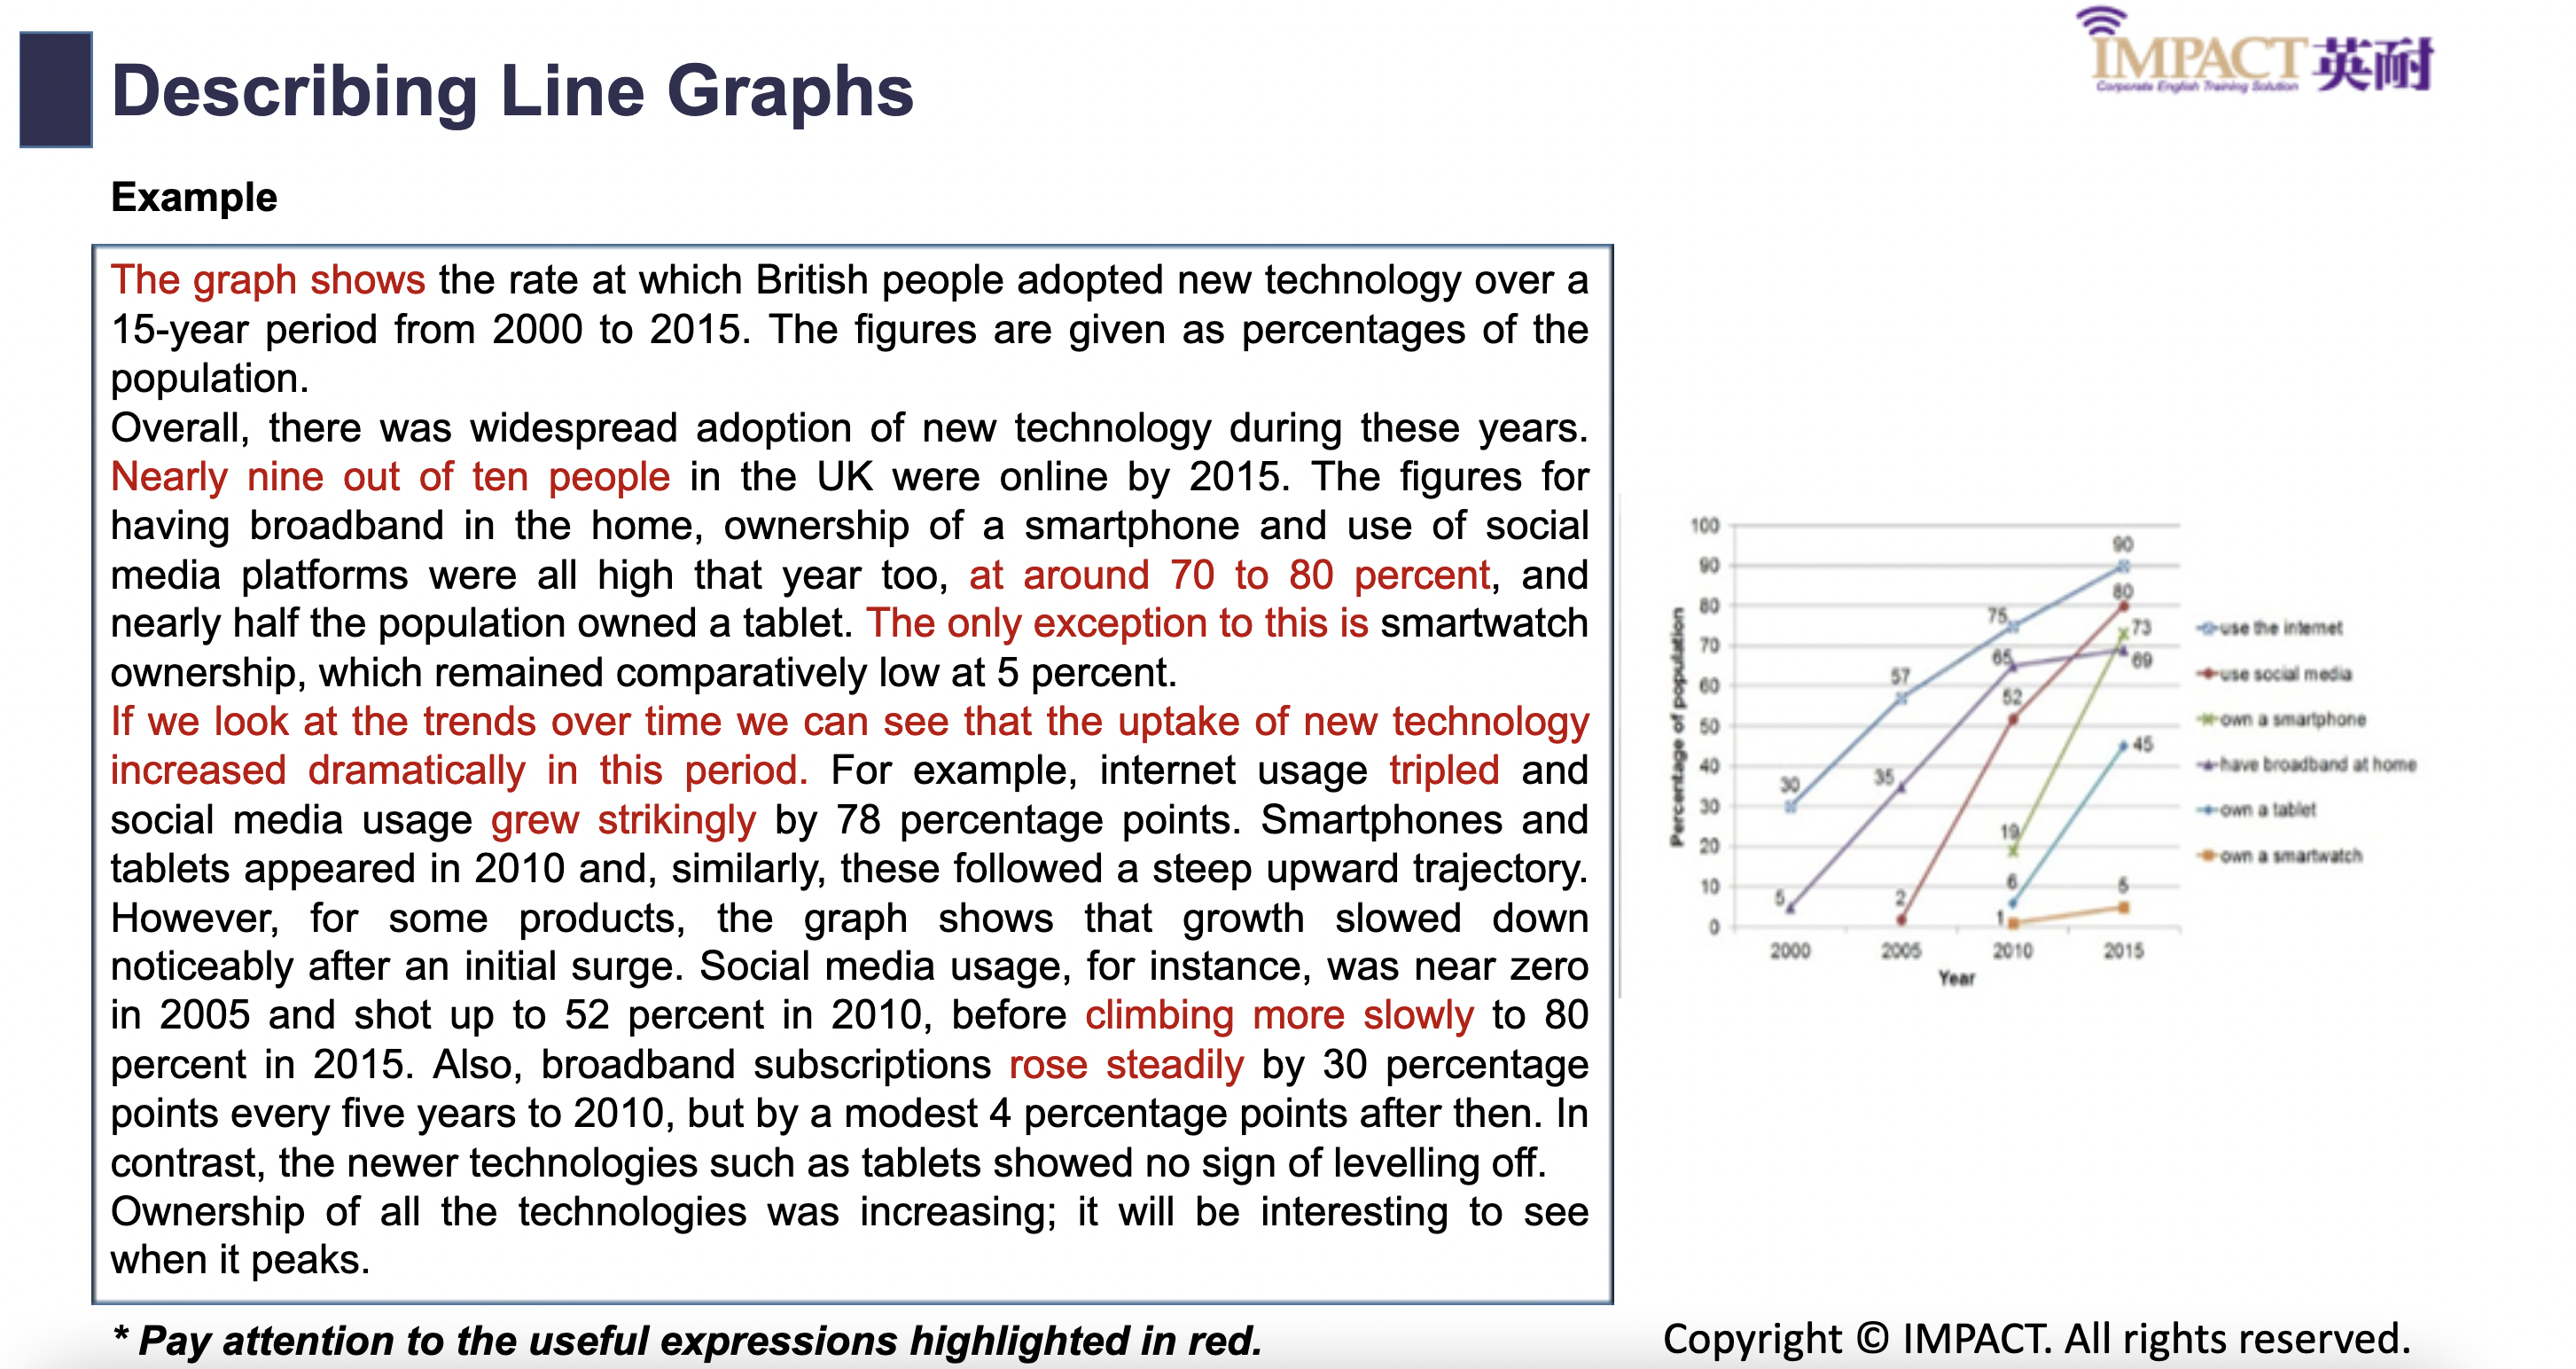 IMPACT英耐
Corporate English Training Solution
Describing Line Graphs
Example
The graph shows the rate at which British people adopted new technology over a
15-year period from 2000 to 2015. The figures are given as percentages of the
population.
Overall, there was widespread adoption of new technology during these years.
Nearly nine out of ten people in the UK were online by 2015. The figures for
having broadband in the home, ownership of a smartphone and use of social
media platforms were all high that year too, at around 70 to 80 percent, and
nearly half the population owned a tablet. The only exception to this is smartwatch
ownership, which remained comparatively low at 5 percent.
If we look at the trends over time we can see that the uptake of new technology
increased dramatically in this period. For example, internet usage tripled and
social media usage grew strikingly by 78 percentage points. Smartphones and
tablets appeared in 2010 and, similarly, these followed a steep upward trajectory.
However, for some products, the graph shows that growth slowed down
noticeably after an initial surge. Social media usage, for instance, was near zero
in 2005 and shot up to 52 percent in 2010, before climbing more slowly to 80
percent in 2015. Also, broadband subscriptions rose steadily by 30 percentage
points every five years to 2010, but by a modest 4 percentage points after then. In
contrast, the newer technologies such as tablets showed no sign of levelling off.
Ownership of all the technologies was increasing; it will be interesting to see
when it peaks.
Percentage of population
100
90
80
70
60
50
40
30
20
10
0
30
57
75
90
5
35
65
69
2
52
80
19
73
6
45
1
5
2000
2005
2010
2015
Year
use the internet
use social media
own a smartphone
have broadband at home
own a tablet
own a smartwatch
* Pay attention to the useful expressions highlighted in red.
Copyright © IMPACT. All rights reserved.